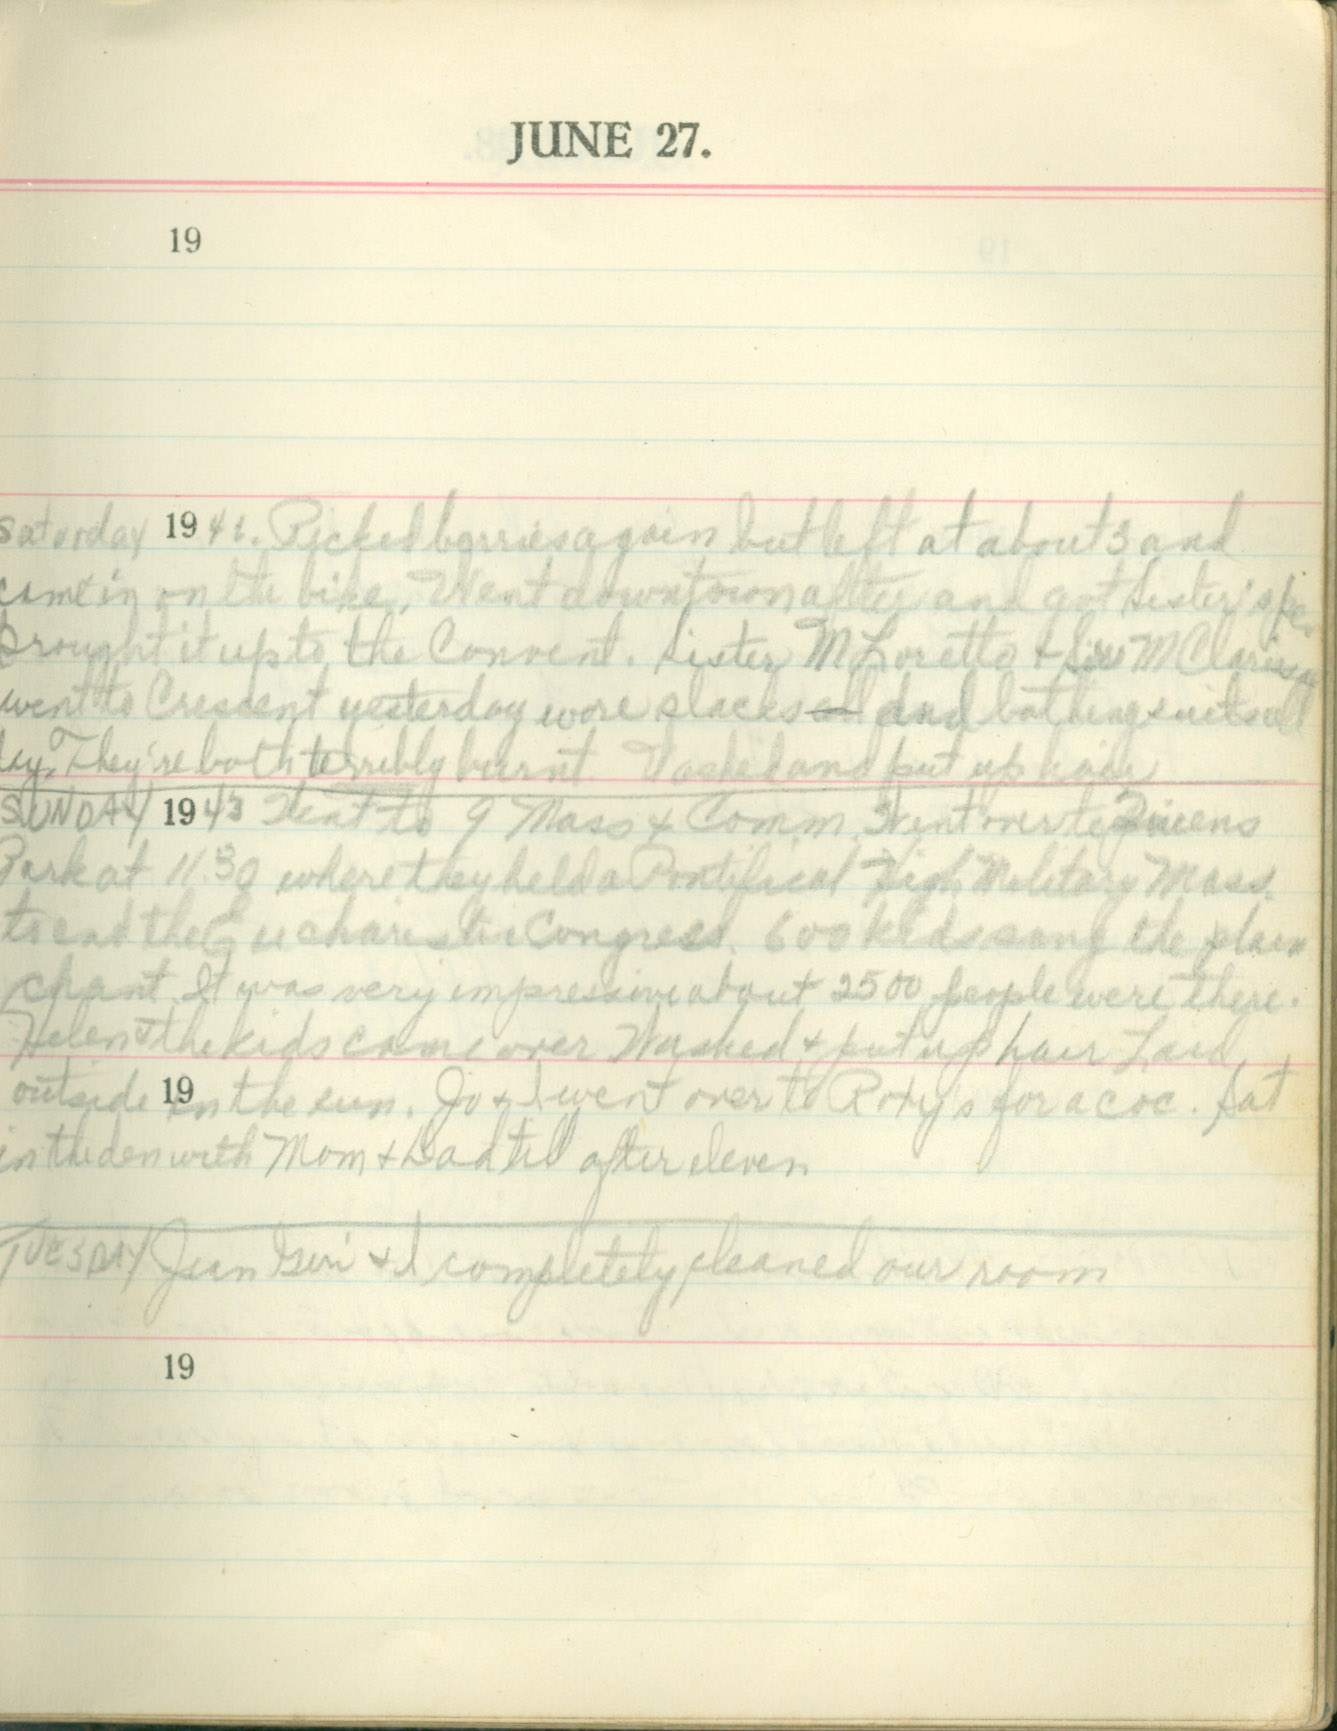 JUNE 27.
19
Saturday 1941. Picked berries again but left at about 3 and
came in on the bike. Went downtown after and got Sister's pen
brought it up to the Convent. Sister M Loretto & M Clarissa
went to Crescent yesterday wore slacks and bathing suits all
day. They're both terribly burnt. Washed and put up hair
SUNDAY 1943 Went to 9 Mass & Comm. Went over to Queens
Park at 11:30 where they held a Pontifical High Military Mass.
to end the Eucharistic Congress. 600 kids sang the plain
chant. It was very impressive about 2500 people were there.
Helen & the kids came over Washed & put up hair Laid
19
outside in the sun. Jo & I went over to Roxy's for a coc. Sat
in the den with Mom & Dad til after eleven
TUESDAY Jean Geri & I completely cleaned our room
19